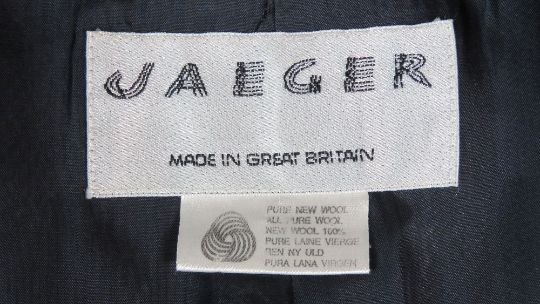 JAEGER
MADE IN GREAT BRITAIN
PURE NEW WOOL
ALL PURE WOOL
NEW WOOL 100%
PURE LAINE VIERGE
REN NY ULD
PURA LANA VIRGEN